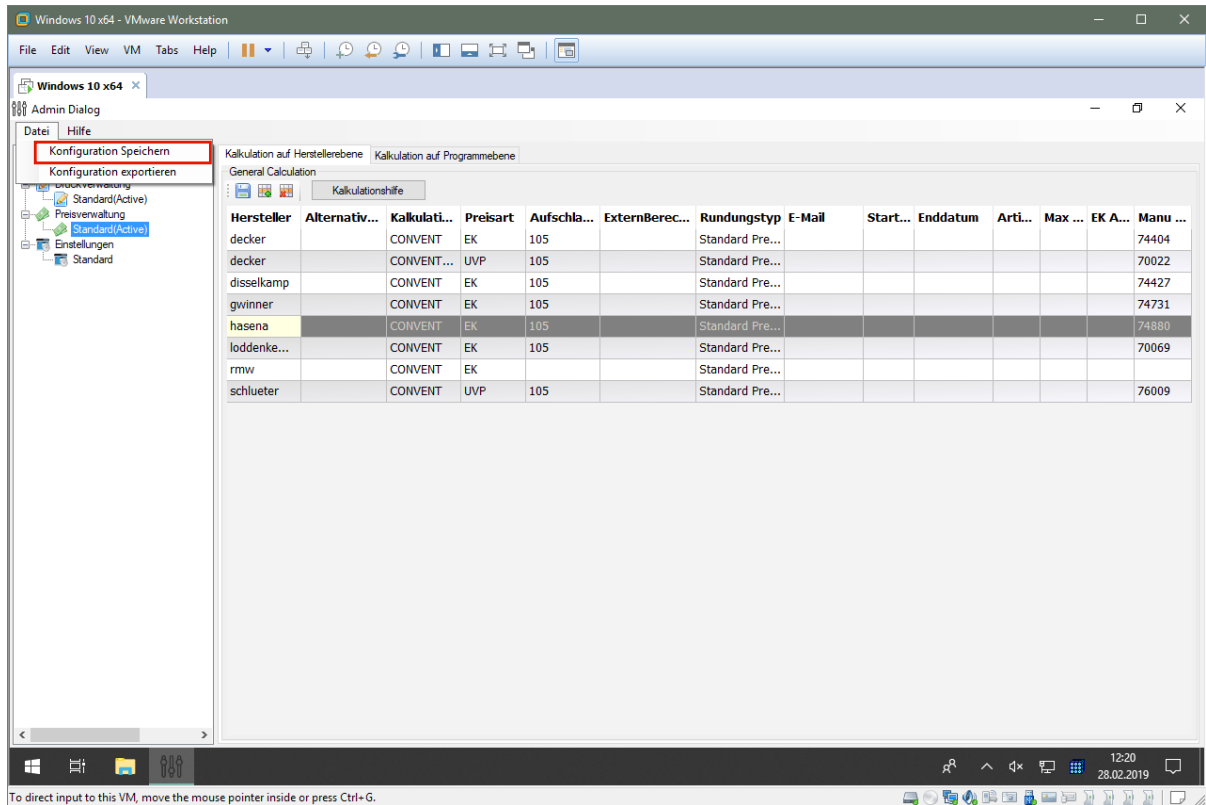 Windows 10 x64 - VMware Workstation
File Edit View VM Tabs Help
Windows 10 x64
Admin Dialog
Datei Hilfe
Konfiguration Speichern
Konfiguration exportieren
Druckverwaltung
Standard(Active)
Preisverwaltung
Standard(Active)
Einstellungen
Standard
Kalkulation auf Herstellerebene Kalkulation auf Programmebene
General Calculation
Kalkulationshilfe
Hersteller Alternativ... Kalkulati... Preisart Aufschla... ExternBerec... Rundungstyp E-Mail Start... Enddatum Arti... Max ... EK A... Manu ...
decker CONVENT EK 105 Standard Pre... 74404
decker CONVENT... UVP 105 Standard Pre... 70022
disselkamp CONVENT EK 105 Standard Pre... 74427
gwinner CONVENT EK 105 Standard Pre... 74731
hasena CONVENT EK 105 Standard Pre... 74880
loddenke... CONVENT EK 105 Standard Pre... 70069
rmw CONVENT EK Standard Pre...
schlueter CONVENT UVP 105 Standard Pre... 76009
12:20
28.02.2019
To direct input to this VM, move the mouse pointer inside or press Ctrl+G.